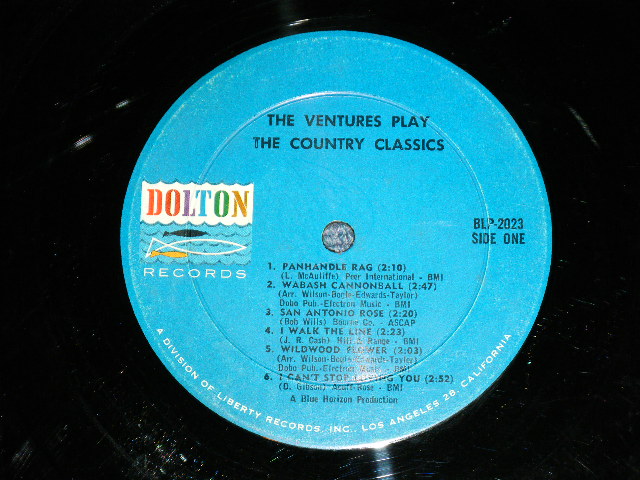 THE VENTURES PLAY
THE COUNTRY CLASSICS
DOLTON
RECORDS
BLP-2023
SIDE ONE
1. PANHANDLE RAG (2:10)
(L. McAuliffe) Peer International - BMI
2. WABASH CANNONBALL (2:47)
(Arr. Wilson-Bogle-Edwards-Taylor)
Dobo Pub.-Electron Music - BMI
3. SAN ANTONIO ROSE (2:20)
(Bob Wills) Bourne Co. - ASCAP
4. I WALK THE LINE (2:23)
(J. R. Cash) Hill & Range - BMI
5. WILDWOOD FLOWER (2:03)
(Arr. Wilson-Bogle-Edwards-Taylor)
Dobo Pub.-Electron Music - BMI
6. I CAN'T STOP LOVING YOU (2:52)
(D. Gibson) Acuff-Rose - BMI
A Blue Horizon Production
A DIVISION OF LIBERTY RECORDS, INC., LOS ANGELES 28, CALIFORNIA